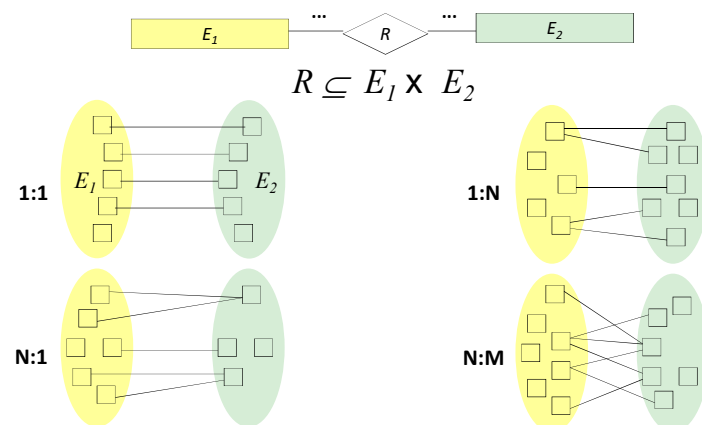 ... ...
E₁ R E₂
R ⊆ E₁ x E₂
1:1 E₁ E₂
1:N
N:1
N:M